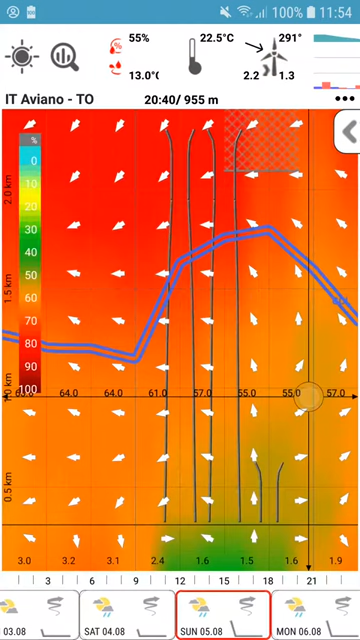 100% 11:54
55% 22.5°C 291°
13.0(
2.2 1.3
IT Aviano - TO 20:40/ 955 m
%
0
10
20
30
40
50
60
70
80
90
100
2.0 km
1.5 km
1.0 km
0.5 km
64.0 64.0 61.0 57.0 55.0 55.0 57.0
3.0 3.2 3.1 2.4 1.6 1.5 1.6 1.9
3 6 9 12 15 18 21
03.08 SAT 04.08 SUN 05.08 MON 06.08